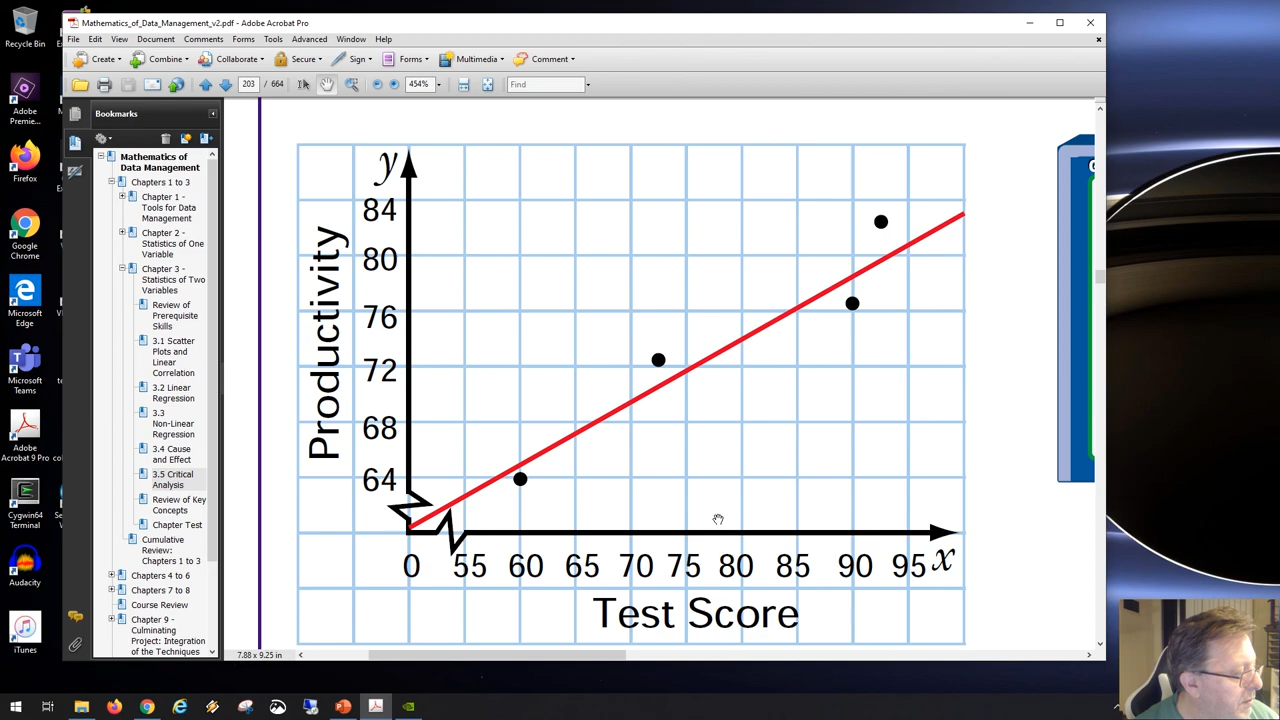 Mathematics_of_Data_Management_v2.pdf - Adobe Acrobat Pro
File Edit View Document Comments Forms Tools Advanced Window Help
Create Combine Collaborate Secure Sign Forms Multimedia Comment
203 / 664 454% Find
Bookmarks
Mathematics of
Data Management
Chapters 1 to 3
Chapter 1 -
Tools for Data
Management
Chapter 2 -
Statistics of One
Variable
Chapter 3 -
Statistics of Two
Variables
Review of
Prerequisite
Skills
3.1 Scatter
Plots and
Linear
Correlation
3.2 Linear
Regression
3.3
Non-Linear
Regression
3.4 Cause
and Effect
3.5 Critical
Analysis
Review of Key
Concepts
Chapter Test
Cumulative
Review:
Chapters 1 to 3
Chapters 4 to 6
Chapters 7 to 8
Course Review
Chapter 9 -
Culminating
Project: Integration
of the Techniques
y
84
80
76
72
68
64
Productivity
0 55 60 65 70 75 80 85 90 95 x
Test Score
7.88 x 9.25 in
Recycle Bin
Adobe
Premie...
Firefox
Google
Chrome
Microsoft
Edge
Microsoft
Teams
Adobe
Acrobat 9 Pro
Cygwin64
Terminal
Audacity
iTunes